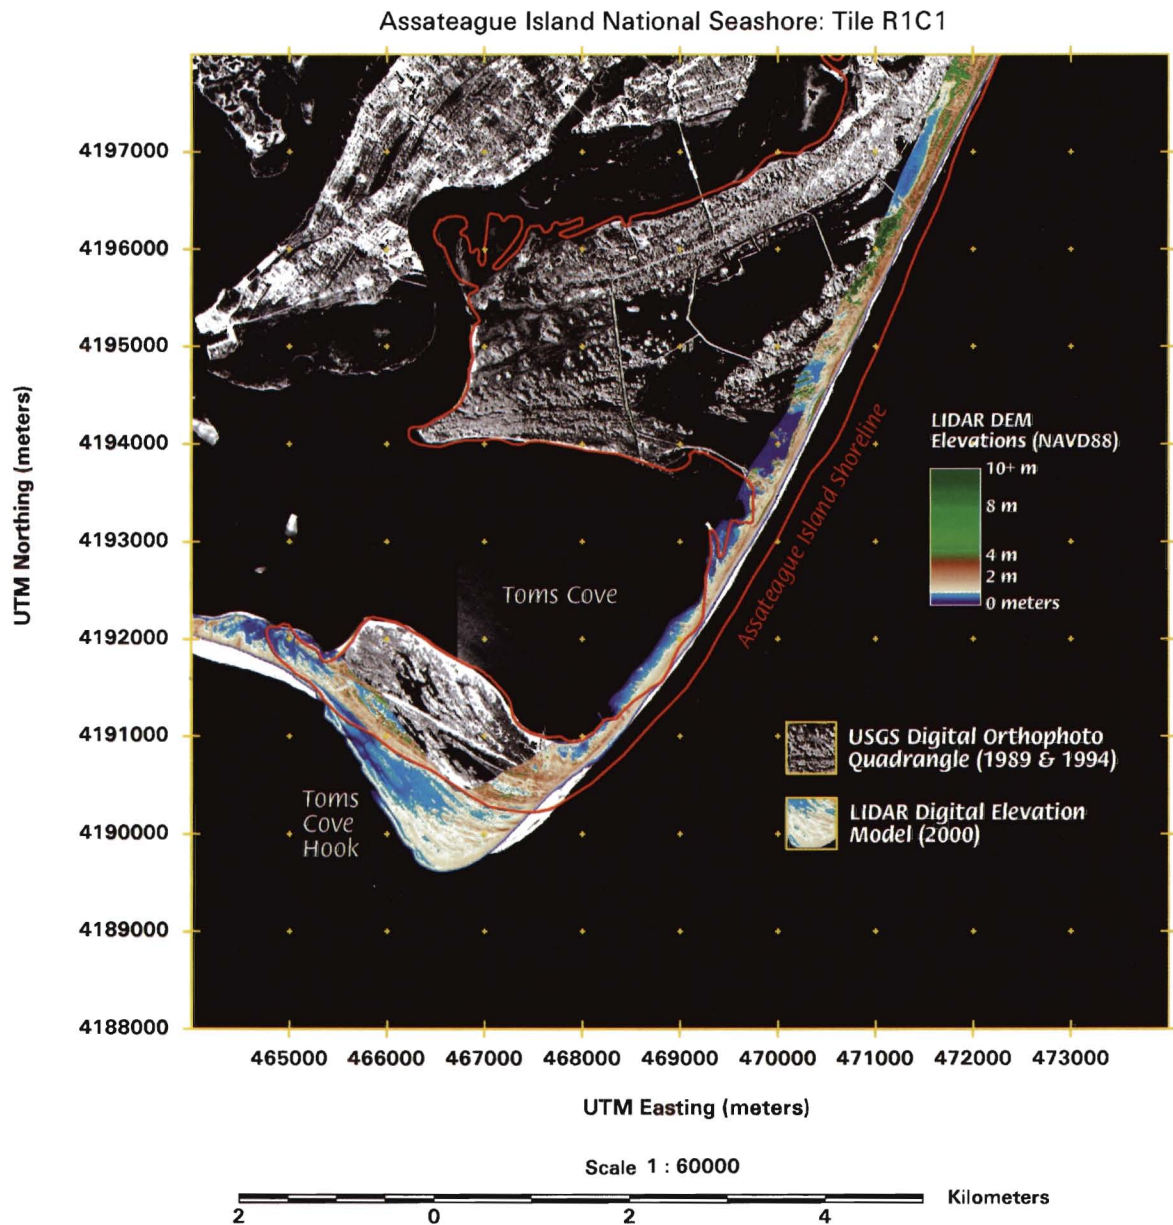 Assateague Island National Seashore: Tile R1C1
4197000
4196000
4195000
4194000
4193000
4192000
4191000
4190000
4189000
4188000
UTM Northing (meters)
LIDAR DEM
Elevations (NAVD88)
10+ m
8 m
4 m
2 m
0 meters
Assateague Island Shoreline
Toms Cove
USGS Digital Orthophoto
Quadrangle (1989 & 1994)
Toms
Cove
Hook
LIDAR Digital Elevation
Model (2000)
465000 466000 467000 468000 469000 470000 471000 472000 473000
UTM Easting (meters)
Scale 1 : 60000
Kilometers
2 0 2 4